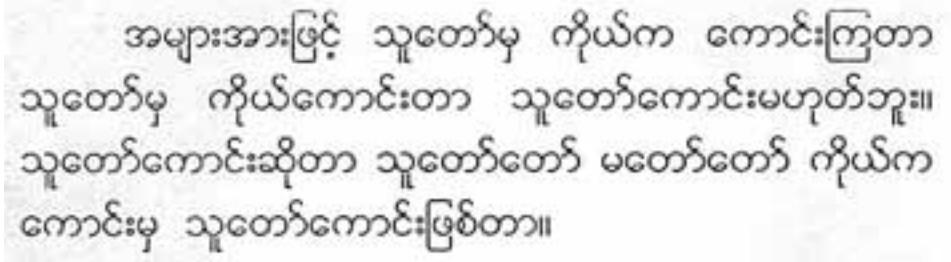 အများအားဖြင့် သူတော်မှ ကိုယ်က ကောင်းကြတာ
သူတော်မှ ကိုယ်ကောင်းတာ သူတော်ကောင်းမဟုတ်ဘူး။
သူတော်ကောင်းဆိုတာ သူတော်တော် မတော်တော် ကိုယ်က
ကောင်းမှ သူတော်ကောင်းဖြစ်တာ။